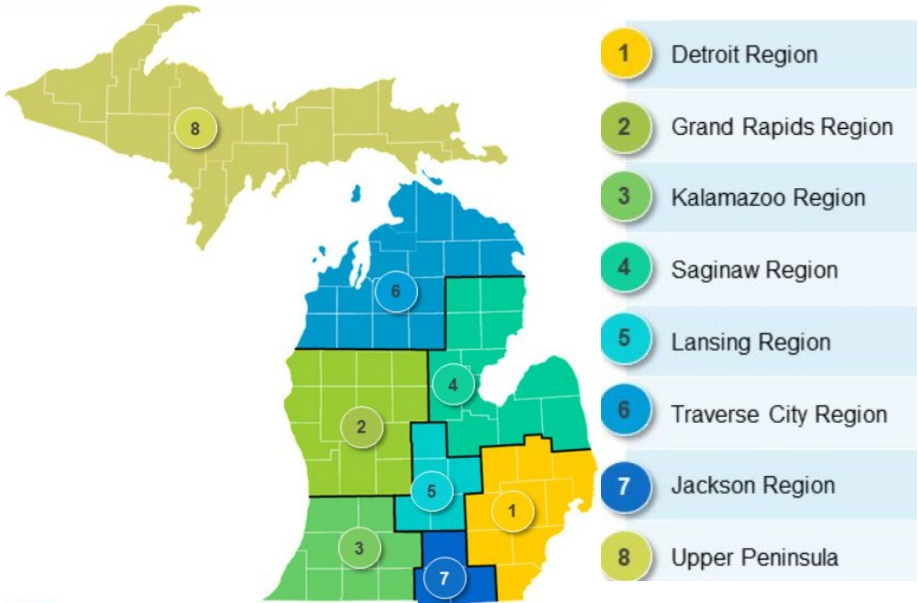 8
6
4
2
5
1
3
7
1 Detroit Region
2 Grand Rapids Region
3 Kalamazoo Region
4 Saginaw Region
5 Lansing Region
6 Traverse City Region
7 Jackson Region
8 Upper Peninsula